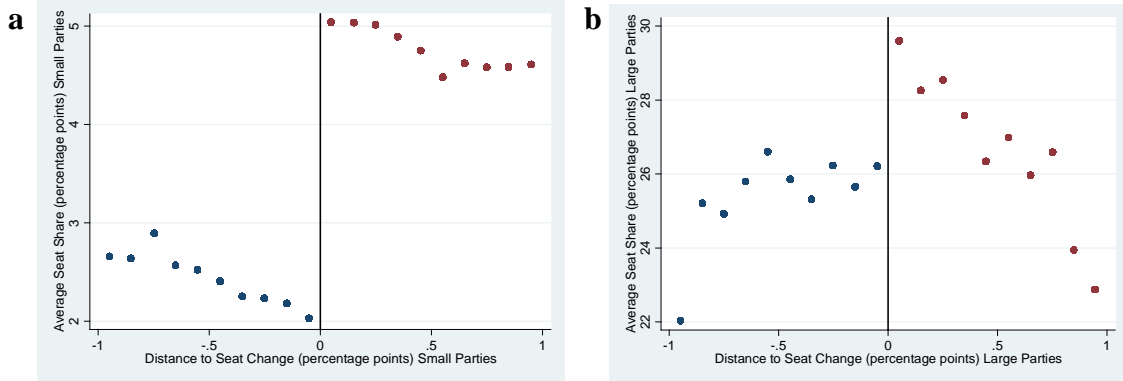 a
Average Seat Share (percentage points) Small Parties
5
4
3
2
-1 -.5 0 .5 1
Distance to Seat Change (percentage points) Small Parties
b
Average Seat Share (percentage points) Large Parties
30
28
26
24
22
-1 -.5 0 .5 1
Distance to Seat Change (percentage points) Large Parties